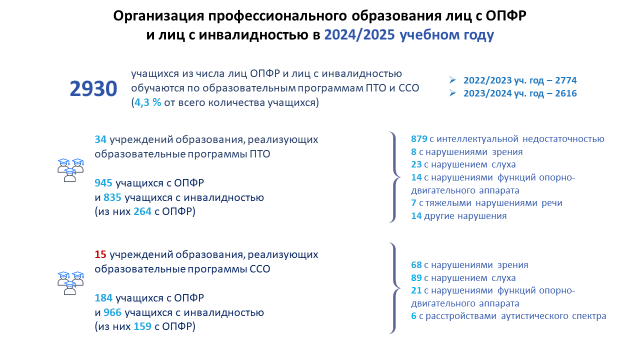 Организация профессионального образования лиц с ОПФР
и лиц с инвалидностью в 2024/2025 учебном году
2930
учащихся из числа лиц ОПФР и лиц с инвалидностью
обучаются по образовательным программам ПТО и ССО
(4,3 % от всего количества учащихся)
2022/2023 уч. год – 2774
2023/2024 уч. год – 2616
34 учреждений образования, реализующих
образовательные программы ПТО
945 учащихся с ОПФР
и 835 учащихся с инвалидностью
(из них 264 с ОПФР)
879 с интеллектуальной недостаточностью
8 с нарушениями зрения
23 с нарушением слуха
14 с нарушениями функций опорно-
двигательного аппарата
7 с тяжелыми нарушениями речи
14 другие нарушения
15 учреждений образования, реализующих
образовательные программы ССО
184 учащихся с ОПФР
и 966 учащихся с инвалидностью
(из них 159 с ОПФР)
68 с нарушениями зрения
89 с нарушением слуха
21 с нарушениями функций опорно-
двигательного аппарата
6 с расстройствами аутистического спектра